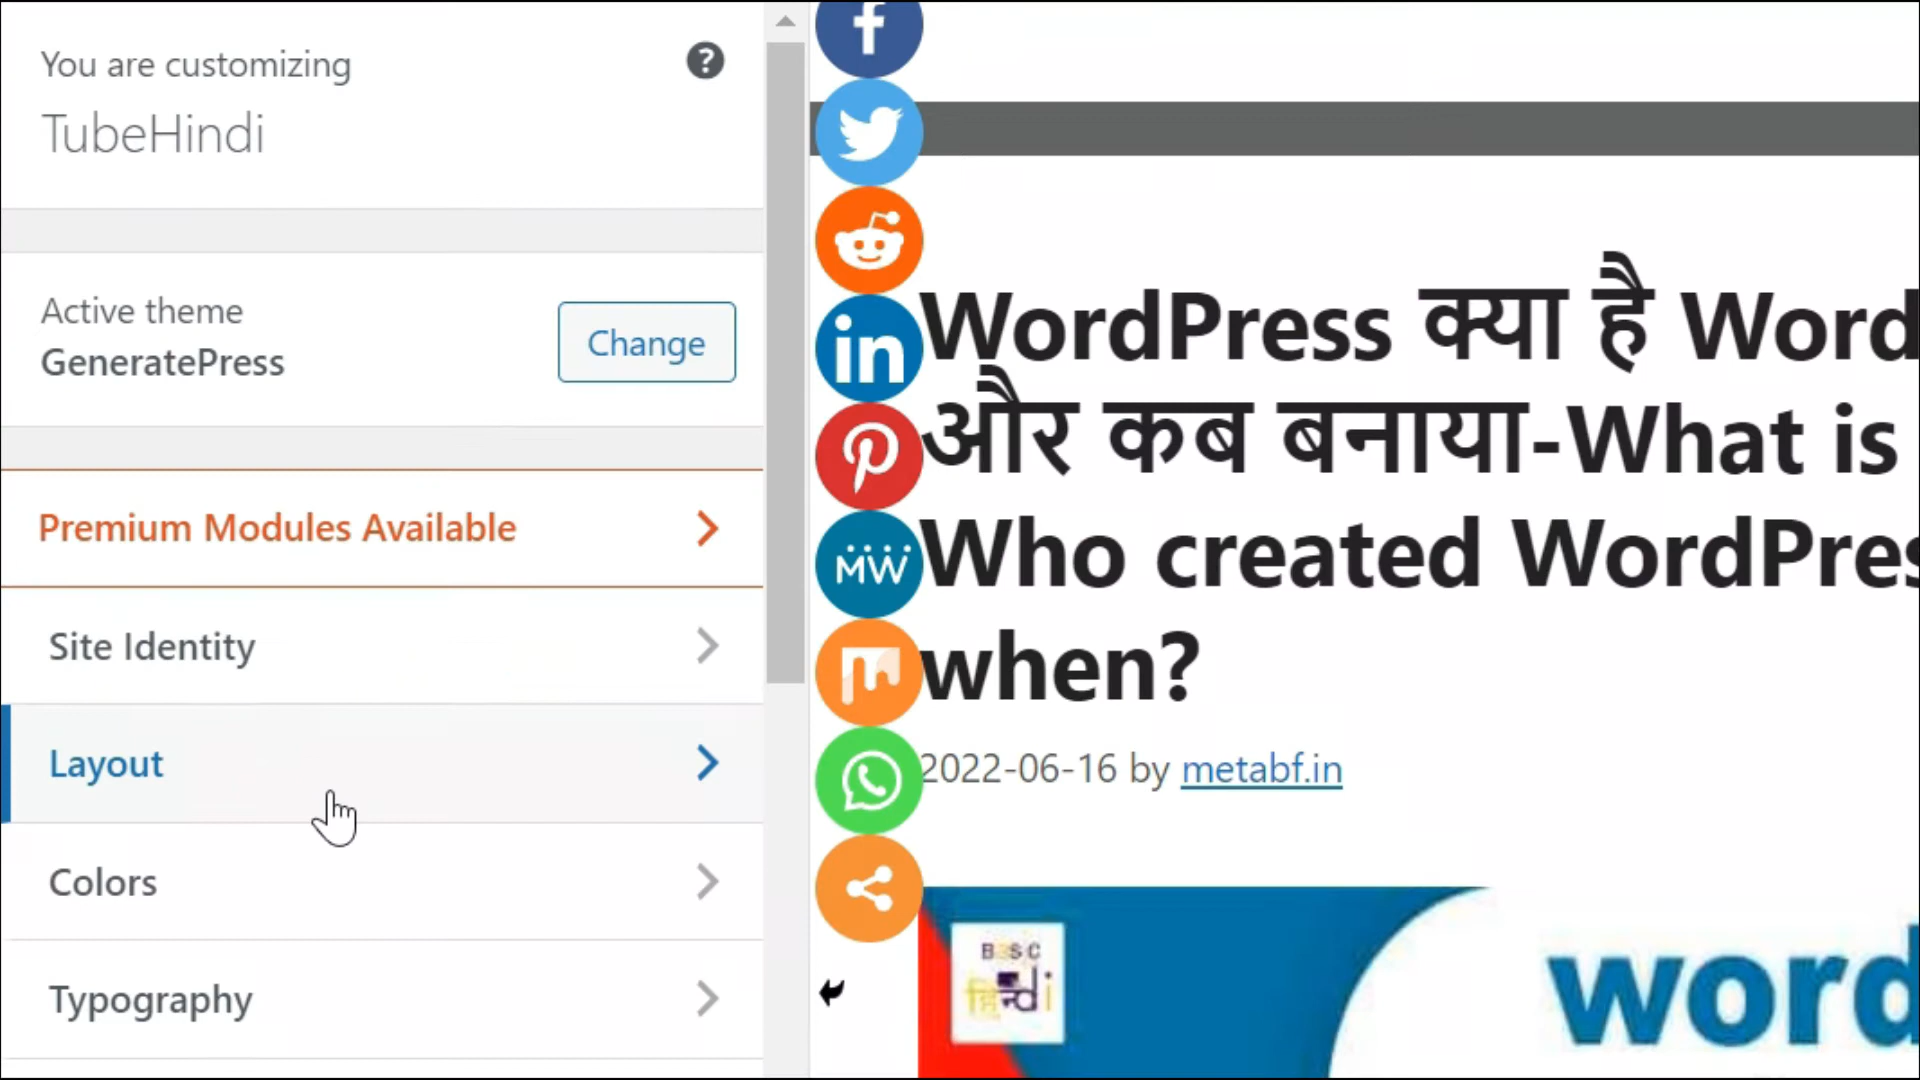 You are customizing
TubeHindi
Active theme
GeneratePress
Change
Premium Modules Available
Site Identity
Layout
Colors
Typography
WordPress क्या है Word
और कब बनाया-What is
Who created WordPres
when?
2022-06-16 by metabf.in
BASIC
हिन्दी
word